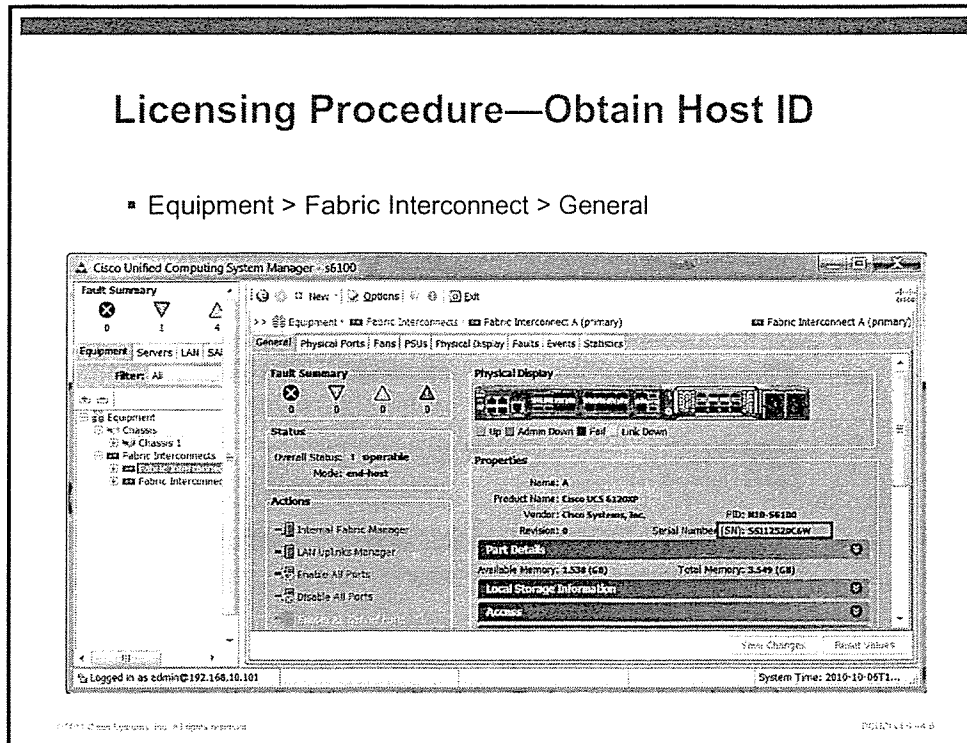 Licensing Procedure—Obtain Host ID
▪ Equipment > Fabric Interconnect > General
Cisco Unified Computing System Manager - s6100
Fault Summary
0 1 4
Equipment Servers LAN SA
Filter: All
Equipment
Chassis
Chassis 1
Fabric Interconnects
Fabric Interconnec
Fabric Interconnec
New Options Exit
>> Equipment Fabric Interconnects Fabric Interconnect A (primary)
Fabric Interconnect A (primary)
General Physical Ports Fans PSUs Physical Display Faults Events Statistics
Fault Summary
0 0 0 0
Status
Overall Status: operable
Mode: end-host
Actions
Internal Fabric Manager
LAN Uplinks Manager
Enable All Ports
Disable All Ports
Physical Display
Up Admin Down Fail Link Down
Properties
Name: A
Product Name: Cisco UCS 6120XP
Vendor: Cisco Systems, Inc. PID: N10-S6100
Revision: 0 Serial Number (SN):
Part Details
Available Memory: 2.538 (GB) Total Memory: 3.549 (GB)
Local Storage Information
Access
View Changes Reset Values
Logged in as admin@192.168.10.101
System Time: 2010-10-06T1...